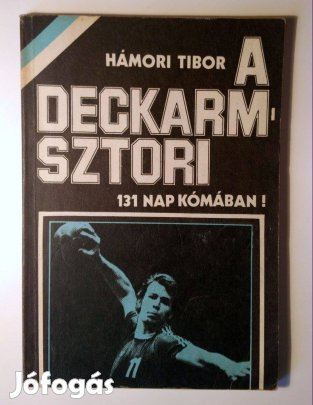 HÁMORI TIBOR A
DECKARM-
SZTORI
131 NAP KÓMÁBAN!
11
Jófogás